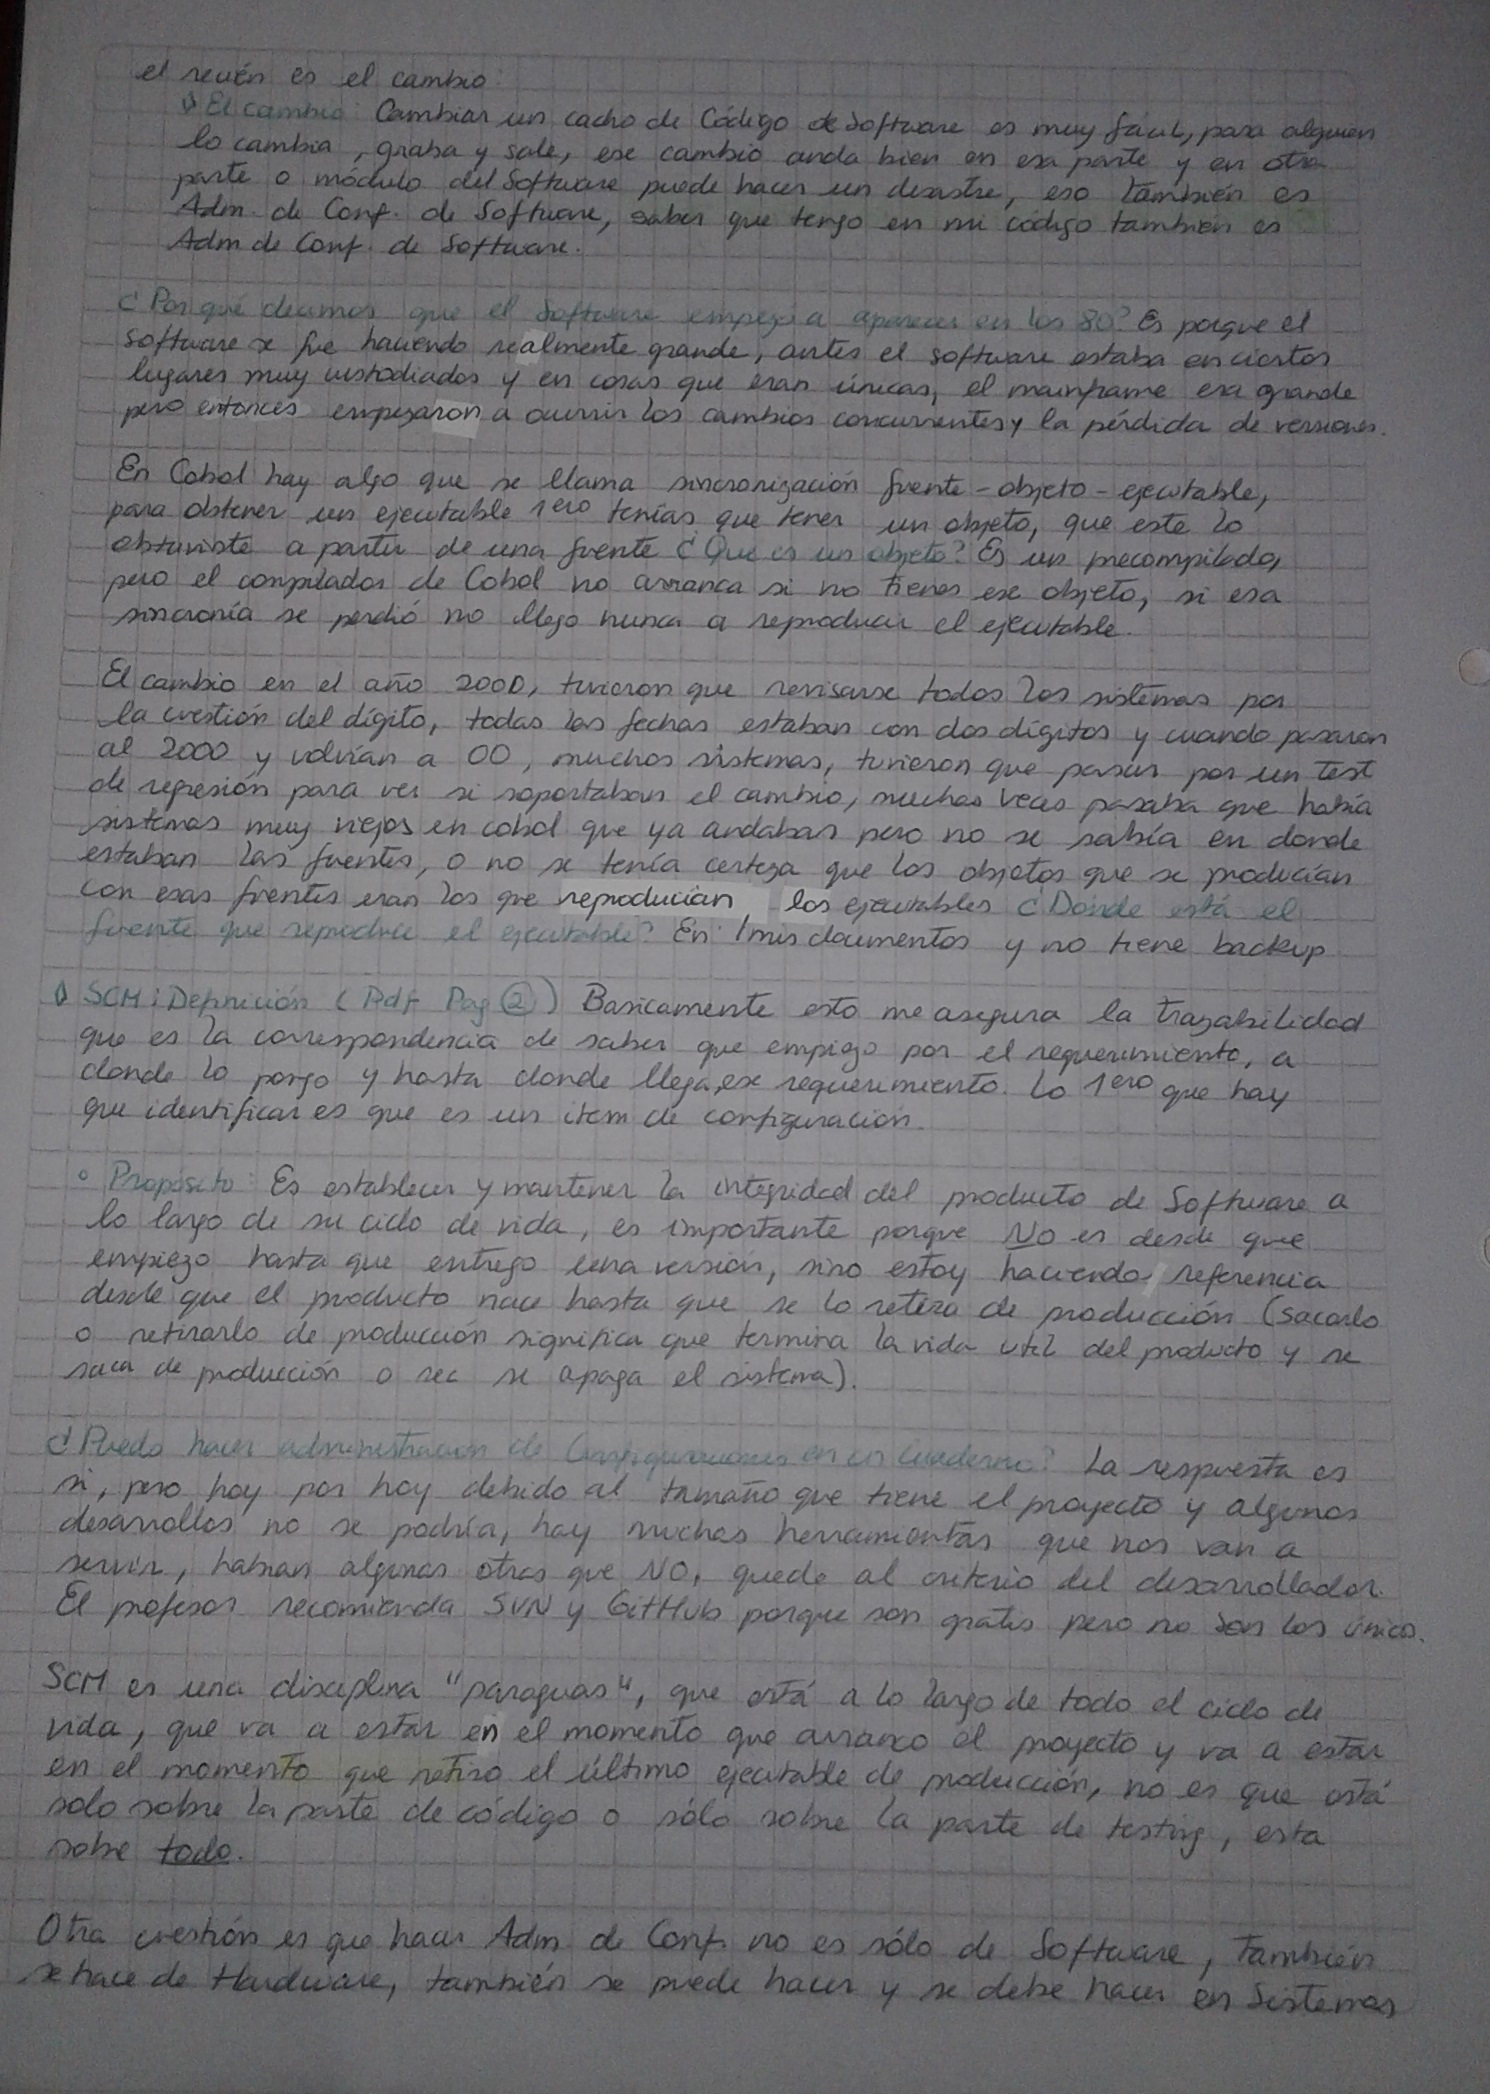 el recién es el cambio:
El cambio: Cambiar un cacho de Código de Software es muy fácil, para alguien
lo cambia, graba y sale, ese cambio anda bien en esa parte y en otra
parte o módulo del Software puede hacer un desastre, eso también es
Adm. de Conf. de Software, saber que tengo en mi código también es
Adm de Conf. de Software.
¿Por qué decimos que el Software empezó a aparecer en los 80? Es porque el
software se fue haciendo realmente grande, antes el software estaba en ciertos
lugares muy custodiados y en cosas que eran únicas, el mainframe era grande
pero entonces empezaron a ocurrir los cambios concurrentes y la pérdida de versiones.
En Cobol hay algo que se llama sincronización fuente - objeto - ejecutable,
para obtener un ejecutable 1ero tenías que tener un objeto, que este lo
obtuviste a partir de una fuente ¿Qué es un objeto? Es un precompilado,
pero el compilador de Cobol no arranca si no tienes ese objeto, si esa
sincronía se perdió no llego nunca a reproducir el ejecutable.
El cambio en el año 2000, tuvieron que revisarse todos los sistemas por
la cuestión del dígito, todas las fechas estaban con dos dígitos y cuando pasaron
al 2000 y volvían a 00, muchos sistemas, tuvieron que pasar por un test
de regresión para ver si soportaban el cambio, muchas veces pasaba que había
sistemas muy viejos en cobol que ya andaban pero no se sabía en donde
estaban las fuentes, o no se tenía certeza que los objetos que se producían
con esas fuentes eran los que reproducían los ejecutables ¿Dónde está el
fuente que reproduce el ejecutable? En: /mis documentos y no tiene backup
SCM: Definición (Pdf Pag 2) Basicamente esto me asegura la trazabilidad
que es la correspondencia de saber que empiezo por el requerimiento, a
donde lo pongo y hasta donde llega, ese requerimiento. Lo 1ero que hay
que identificar es que es un item de configuración.
° Propósito: Es establecer y mantener la integridad del producto de Software a
lo largo de su ciclo de vida, es importante porque NO es desde que
empiezo hasta que entrego una versión, sino estoy haciendo referencia
desde que el producto nace hasta que se lo retira de producción (sacarlo
o retirarlo de producción significa que termina la vida util del producto y se
saca de producción o sea se apaga el sistema).
¿Puedo hacer administración de Configuraciones en un Cuaderno? La respuesta es
si, pero hoy por hoy debido al tamaño que tiene el proyecto y algunos
desarrollos no se podría, hay muchas herramientas que nos van a
servir, habran algunas otras que NO, quede al criterio del desarrollador.
El profesor recomienda SVN y GitHub porque son gratis pero no son los únicos.
SCM es una disciplina "paraguas", que está a lo largo de todo el ciclo de
vida, que va a estar en el momento que arranco el proyecto y va a estar
en el momento que retiro el último ejecutable de producción, no es que está
solo sobre la parte de código o sólo sobre la parte de testing, esta
sobre todo.
Otra cuestión es que hacer Adm de Conf. no es sólo de Software, También
se hace de Hardware, también se puede hacer y se debe hacer en Sistemas